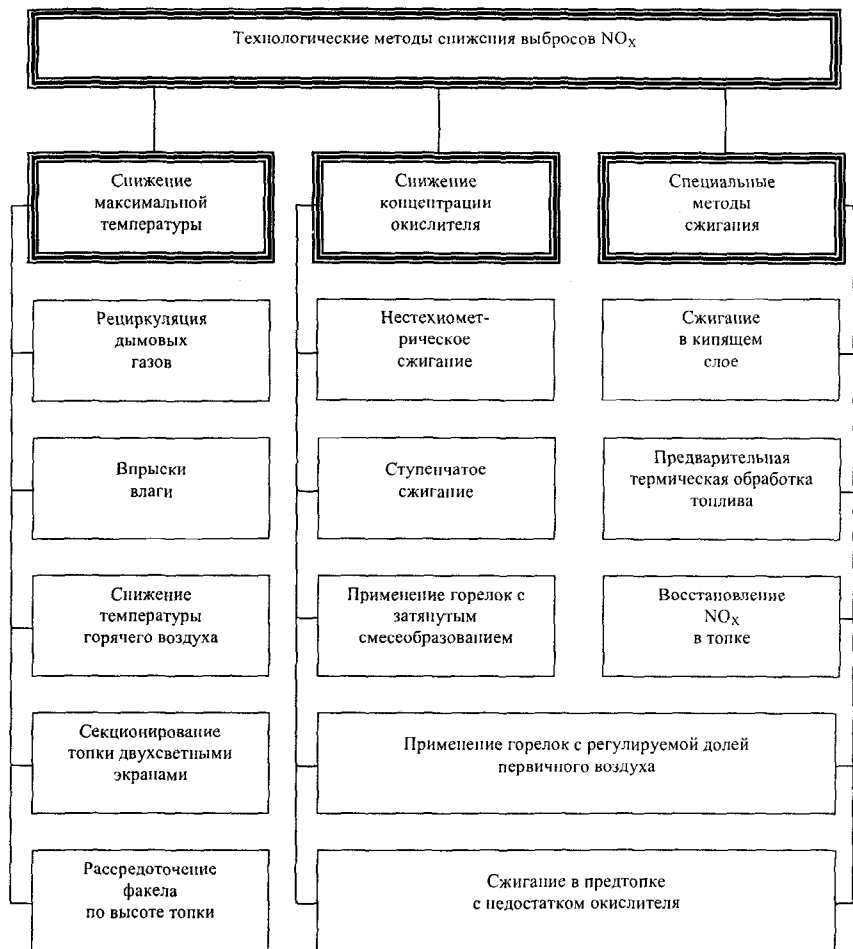 Технологические методы снижения выбросов NOX
Снижение
максимальной
температуры
Снижение
концентрации
окислителя
Специальные
методы
сжигания
Рециркуляция
дымовых
газов
Нестехиомет-
рическое
сжигание
Сжигание
в кипящем
слое
Впрыски
влаги
Ступенчатое
сжигание
Предварительная
термическая обработка
топлива
Снижение
температуры
горячего воздуха
Применение горелок с
затянутым
смесеобразованием
Восстановление
NOX
в топке
Секционирование
топки двухсветными
экранами
Применение горелок с регулируемой долей
первичного воздуха
Рассредоточение
факела
по высоте топки
Сжигание в предтопке
с недостатком окислителя